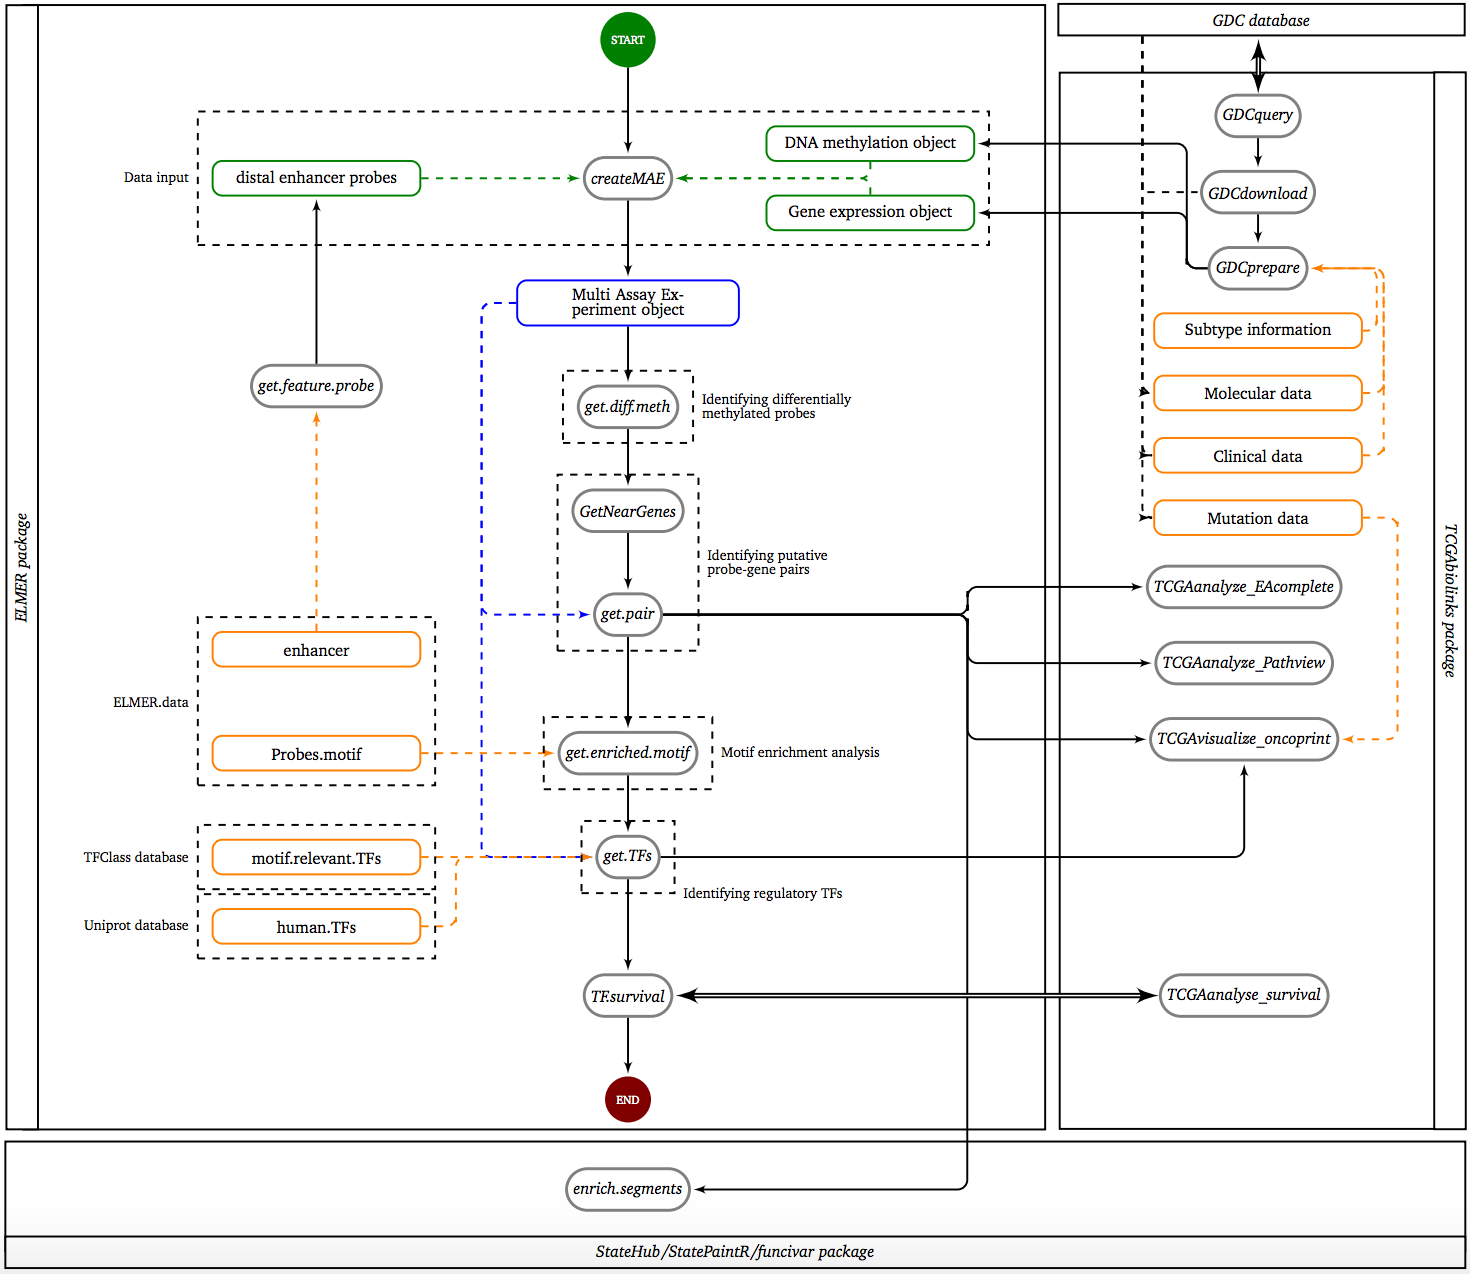 GDC database
START
GDCquery
DNA methylation object
Data input
distal enhancer probes
createMAE
GDCdownload
Gene expression object
GDCprepare
Multi Assay Ex-
periment object
Subtype information
get.feature.probe
Molecular data
get.diff.meth
Identifying differentially
methylated probes
Clinical data
GetNearGenes
Mutation data
ELMER package
TCGAbiolinks package
Identifying putative
probe-gene pairs
TCGAanalyze_EAcomplete
get.pair
enhancer
TCGAanalyze_Pathview
ELMER.data
TCGAvisualize_oncoprint
Probes.motif
get.enriched.motif
Motif enrichment analysis
TFClass database
motif.relevant.TFs
get.TFs
Identifying regulatory TFs
Uniprot database
human.TFs
TF.survival
TCGAanalyse_survival
END
enrich.segments
StateHub/StatePaintR/funcivar package